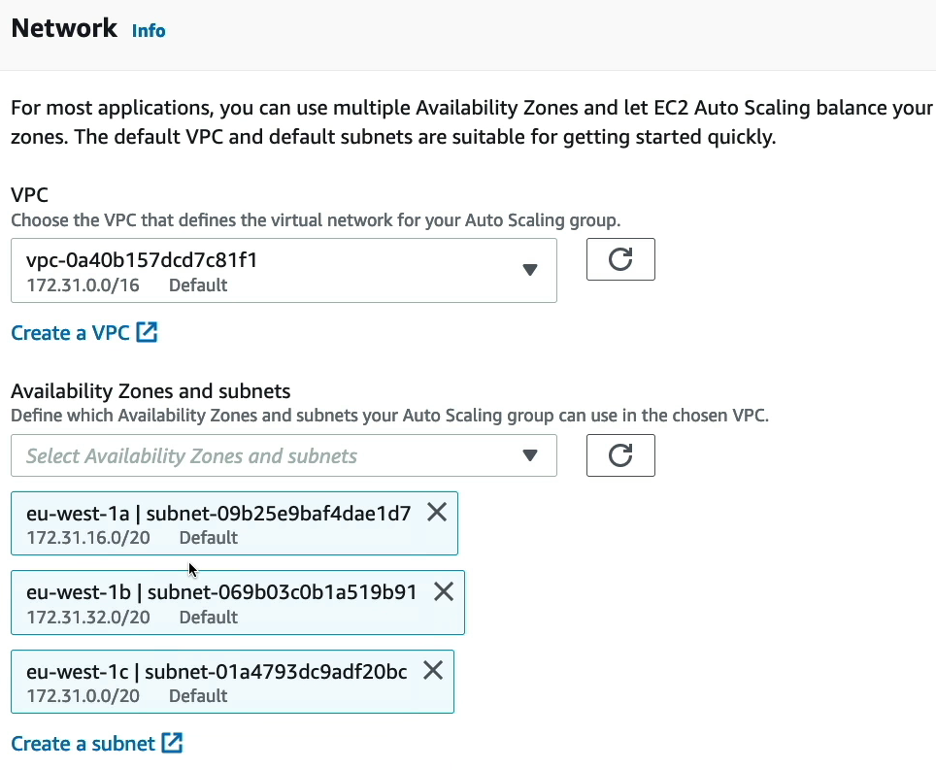 Network Info
For most applications, you can use multiple Availability Zones and let EC2 Auto Scaling balance your
zones. The default VPC and default subnets are suitable for getting started quickly.
VPC
Choose the VPC that defines the virtual network for your Auto Scaling group.
vpc-0a40b157dcd7c81f1
172.31.0.0/16 Default
Create a VPC
Availability Zones and subnets
Define which Availability Zones and subnets your Auto Scaling group can use in the chosen VPC.
Select Availability Zones and subnets
eu-west-1a | subnet-09b25e9baf4dae1d7
172.31.16.0/20 Default
eu-west-1b | subnet-069b03c0b1a519b91
172.31.32.0/20 Default
eu-west-1c | subnet-01a4793dc9adf20bc
172.31.0.0/20 Default
Create a subnet